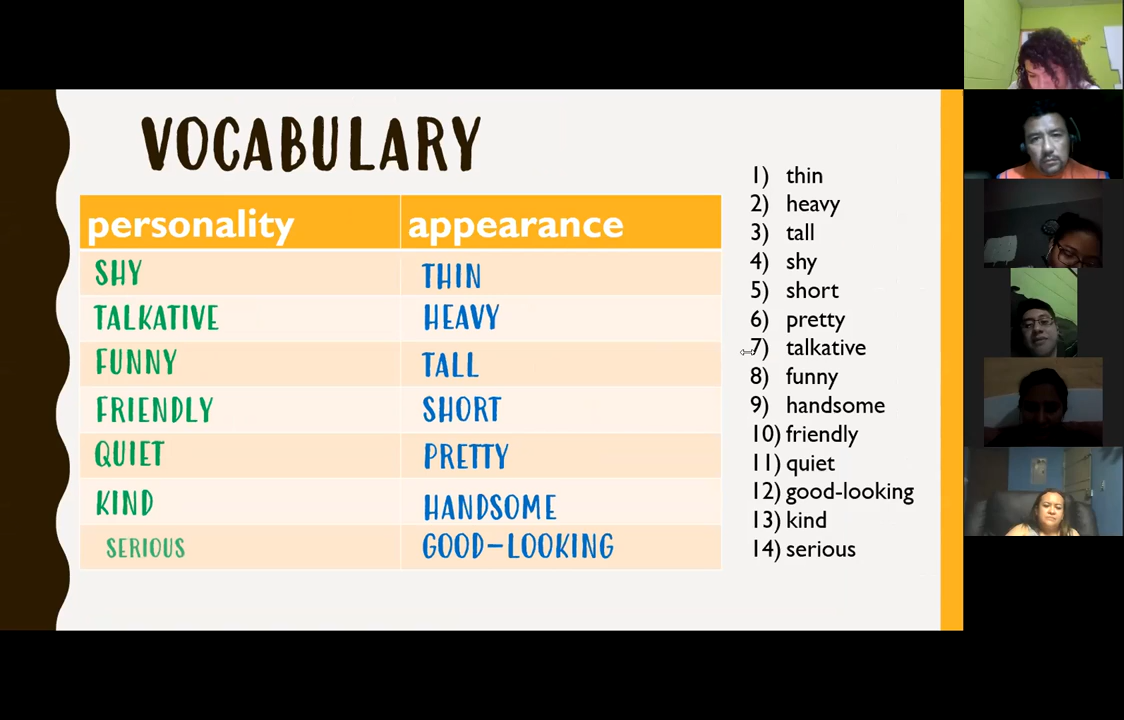 VOCABULARY
personality appearance
SHY THIN
TALKATIVE HEAVY
FUNNY TALL
FRIENDLY SHORT
QUIET PRETTY
KIND HANDSOME
SERIOUS GOOD-LOOKING
1) thin
2) heavy
3) tall
4) shy
5) short
6) pretty
7) talkative
8) funny
9) handsome
10) friendly
11) quiet
12) good-looking
13) kind
14) serious